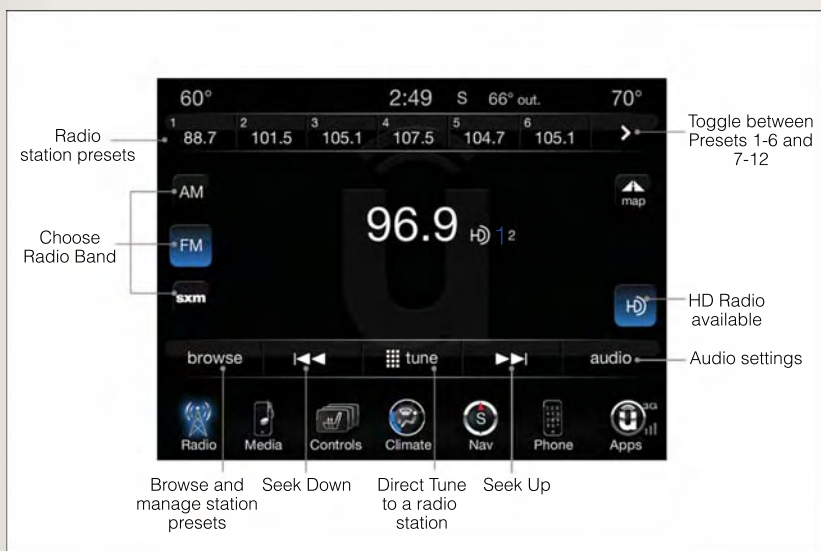 60° 2:49 S 66° out. 70°
1 88.7 2 101.5 3 105.1 4 107.5 5 104.7 6 105.1
Radio
station presets
Toggle between
Presets 1-6 and
7-12
AM
map
96.9 HD 1 2
Choose
Radio Band
FM
sxm
HD
HD Radio
available
browse tune audio
Audio settings
3G
S
Radio Media Controls Climate Nav Phone Apps
Browse and
manage station
presets
Seek Down
Direct Tune
to a radio
station
Seek Up